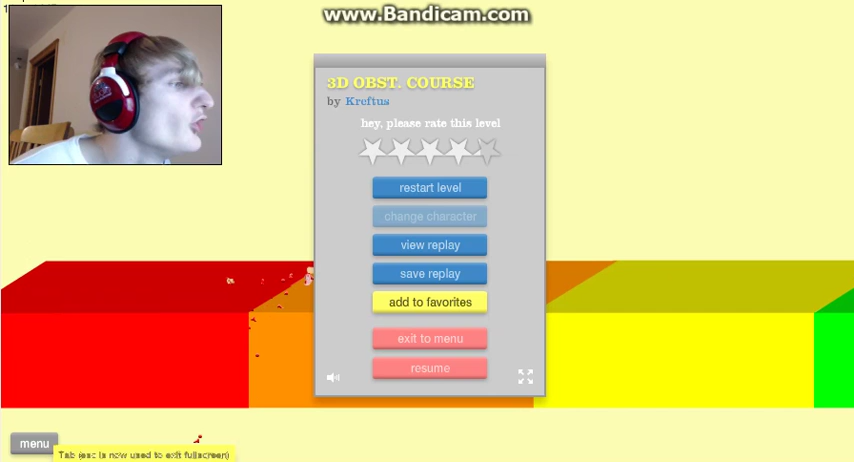 www.Bandicam.com
1
3D OBST. COURSE
by Kreftus
hey, please rate this level
restart level
change character
view replay
save replay
add to favorites
exit to menu
resume
menu
Tab (esc is now used to exit fullscreen)